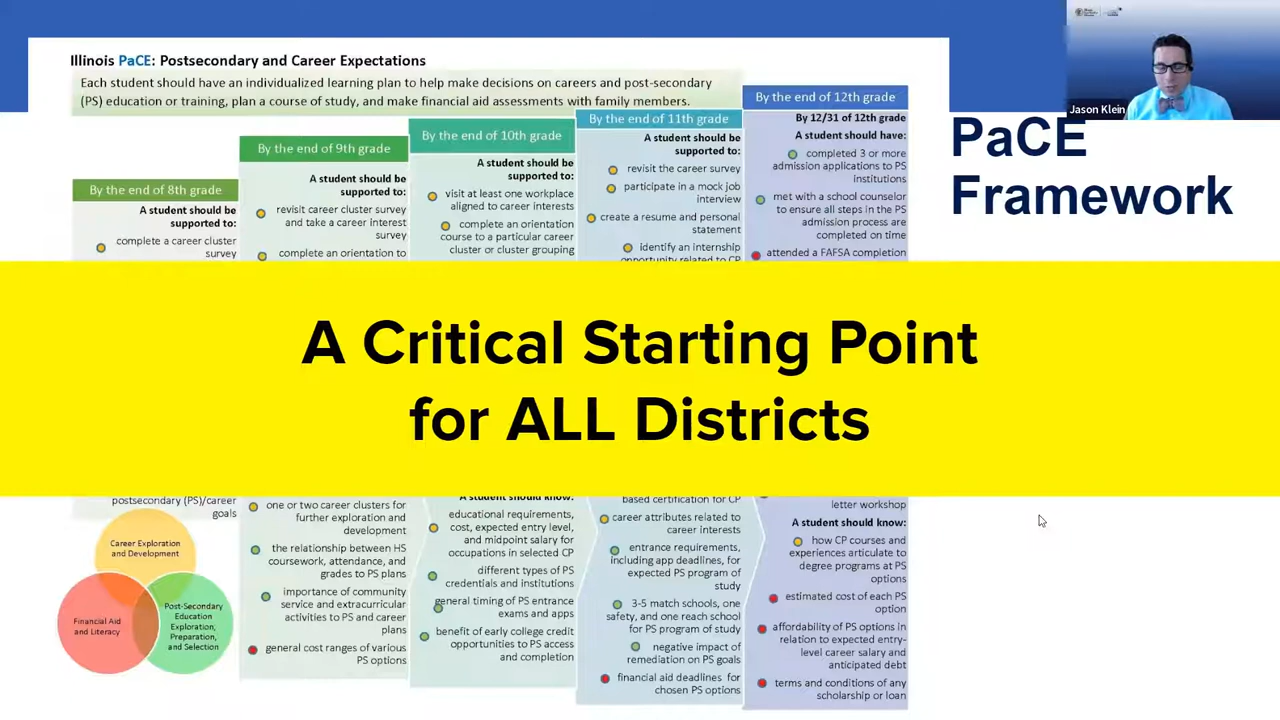 Illinois PaCE: Postsecondary and Career Expectations
Each student should have an individualized learning plan to help make decisions on careers and post-secondary
(PS) education or training, plan a course of study, and make financial aid assessments with family members.
Jason Klein
PaCE
Framework
By the end of 8th grade
A student should be
supported to:
complete a career cluster
survey
By the end of 9th grade
A student should be
supported to:
revisit career cluster survey
and take a career interest
survey
complete an orientation to
By the end of 10th grade
A student should be
supported to:
visit at least one workplace
aligned to career interests
complete an orientation
course to a particular career
cluster or cluster grouping
By the end of 11th grade
A student should be
supported to:
revisit the career survey
participate in a mock job
interview
create a resume and personal
statement
identify an internship
opportunity related to CP
By the end of 12th grade
By 12/31 of 12th grade
A student should have:
completed 3 or more
admission applications to PS
institutions
met with a school counselor
to ensure all steps in the PS
admission process are
completed on time
attended a FAFSA completion
A Critical Starting Point
for ALL Districts
postsecondary (PS)/career
goals
Career Exploration
and Development
Financial Aid
and Literacy
Post-Secondary
Education
Exploration,
Preparation,
and Selection
one or two career clusters for
further exploration and
development
the relationship between HS
coursework, attendance, and
grades to PS plans
importance of community
service and extracurricular
activities to PS and career
plans
general cost ranges of various
PS options
A student should know:
educational requirements,
cost, expected entry level,
and midpoint salary for
occupations in selected CP
different types of PS
credentials and institutions
general timing of PS entrance
exams and apps
benefit of early college credit
opportunities to PS access
and completion
based certification for CP
career attributes related to
career interests
entrance requirements,
including app deadlines, for
expected PS program of
study
3-5 match schools, one
safety, and one reach school
for PS program of study
negative impact of
remediation on PS goals
financial aid deadlines for
chosen PS options
letter workshop
A student should know:
how CP courses and
experiences articulate to
degree programs at PS
options
estimated cost of each PS
option
affordability of PS options in
relation to expected entry-
level career salary and
anticipated debt
terms and conditions of any
scholarship or loan